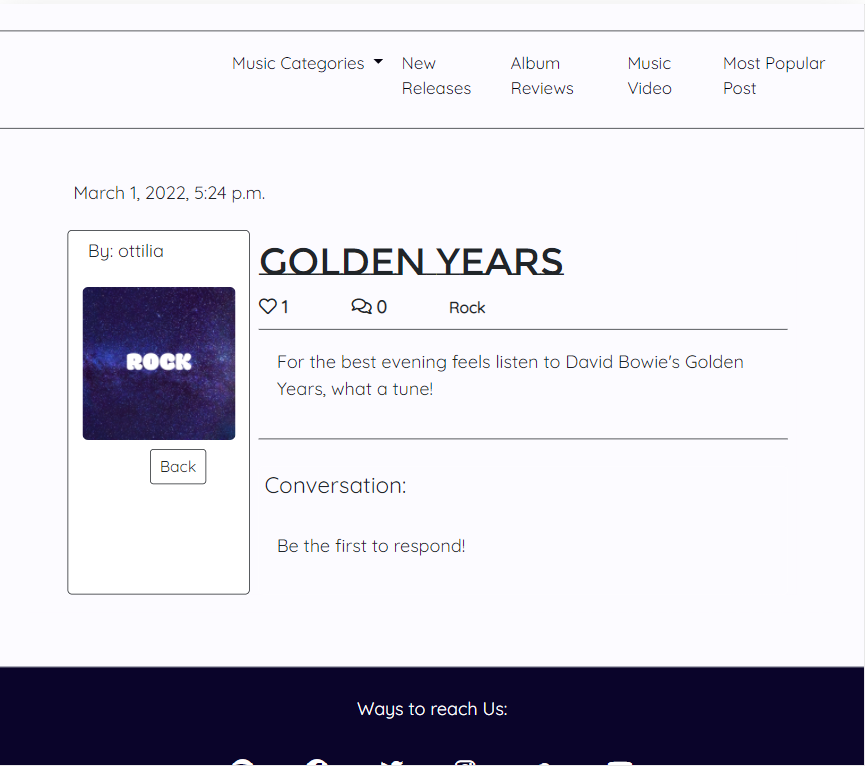 Music Categories New Album Music Most Popular
Releases Reviews Video Post
March 1, 2022, 5:24 p.m.
By: ottilia
GOLDEN YEARS
1 0 Rock
ROCK
For the best evening feels listen to David Bowie's Golden
Years, what a tune!
Back
Conversation:
Be the first to respond!
Ways to reach Us: